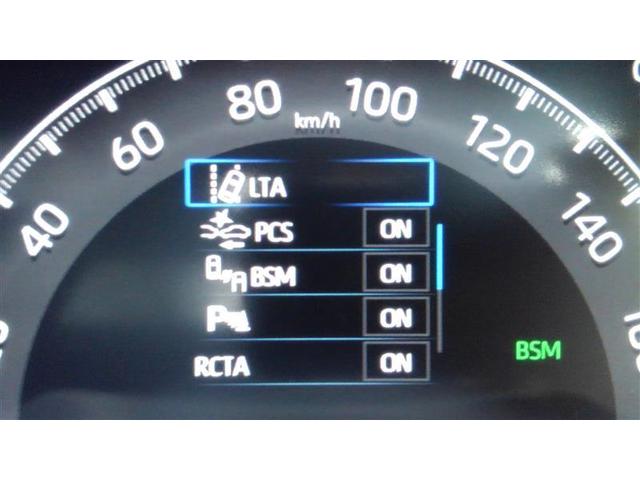 80
100
km/h
60
120
40
140
LTA
PCS ON
BSM ON
P ON
RCTA ON
BSM